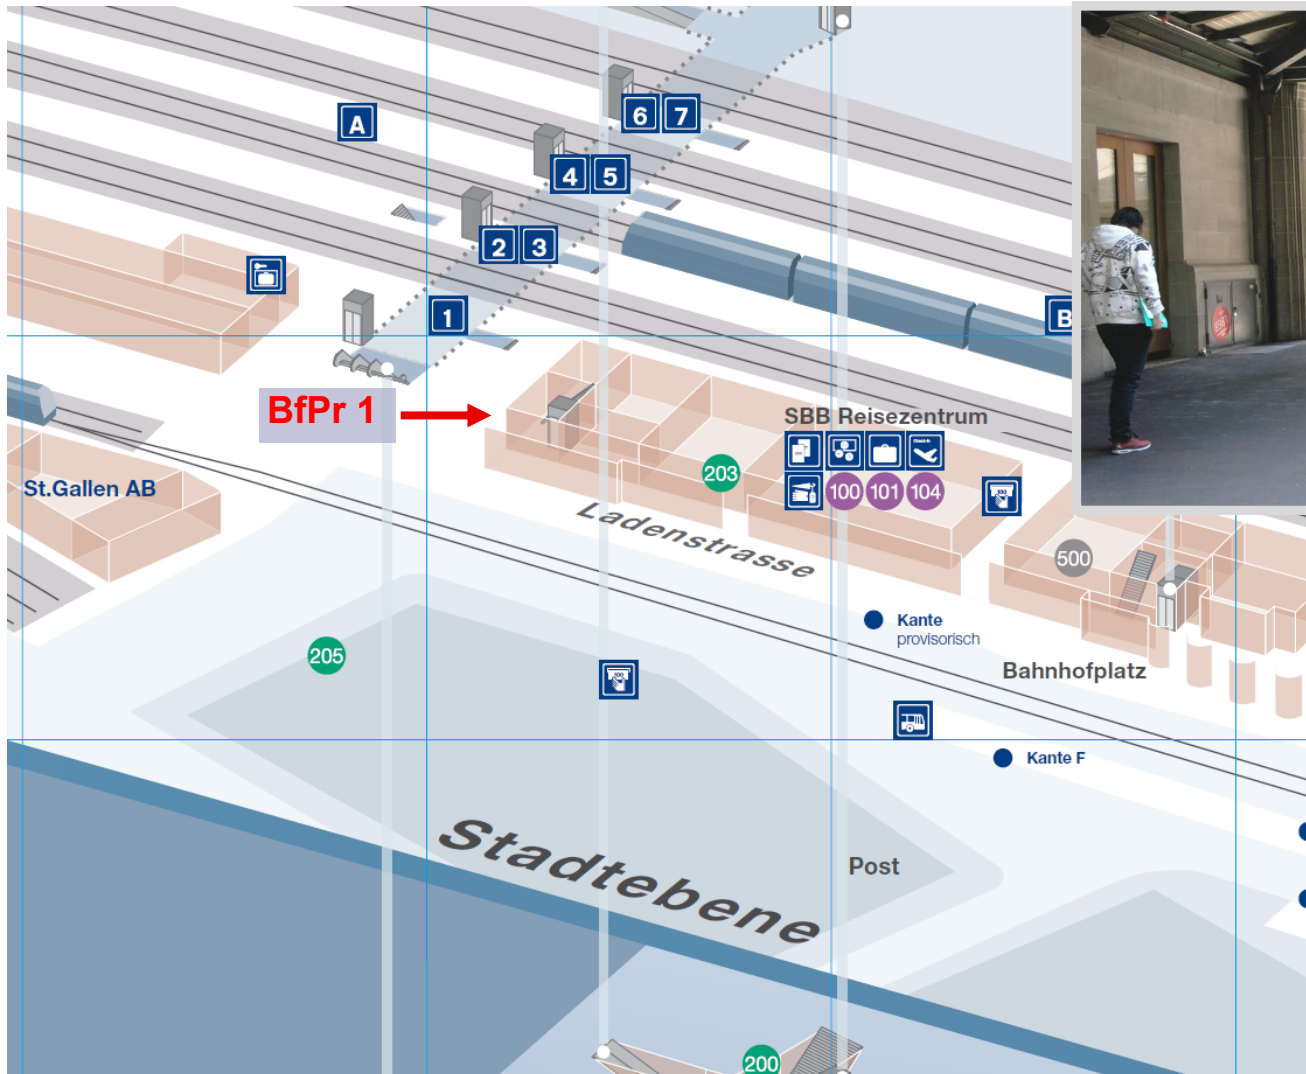 6 7
A
4 5
2 3
1
B
BfPr 1
SBB Reisezentrum
203
100 101 104
St.Gallen AB
Ladenstrasse
500
Kante
provisorisch
205
Bahnhofplatz
Kante F
Post
Stadtebene
200